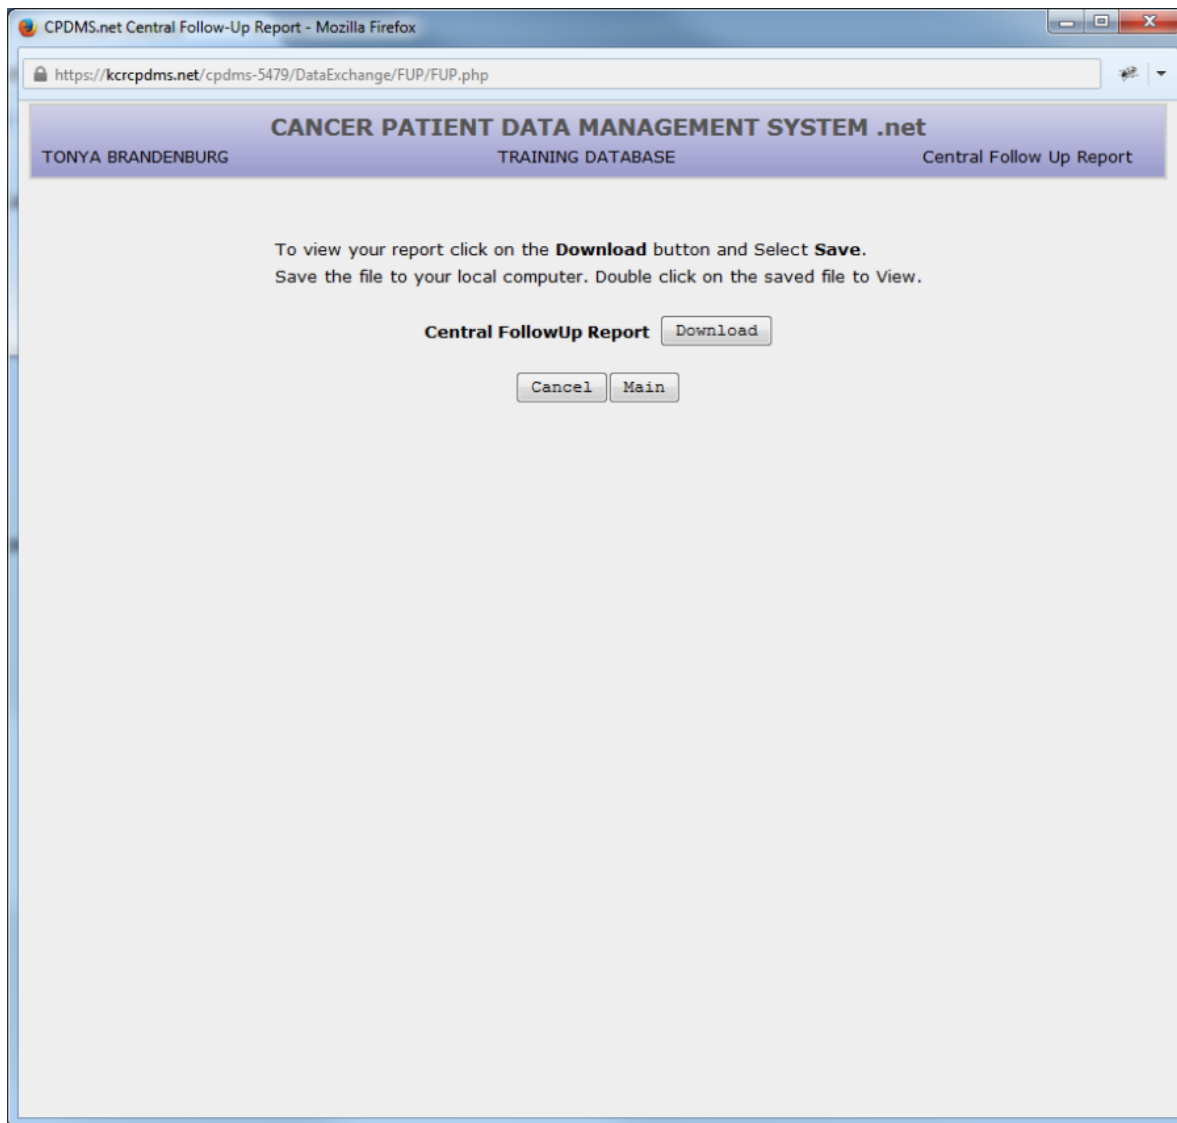 CPDMS.net Central Follow-Up Report - Mozilla Firefox
https://kcrcpdms.net/cpdms-5479/DataExchange/FUP/FUP.php
CANCER PATIENT DATA MANAGEMENT SYSTEM .net
TONYA BRANDENBURG TRAINING DATABASE Central Follow Up Report
To view your report click on the Download button and Select Save.
Save the file to your local computer. Double click on the saved file to View.
Central FollowUp Report Download
Cancel Main